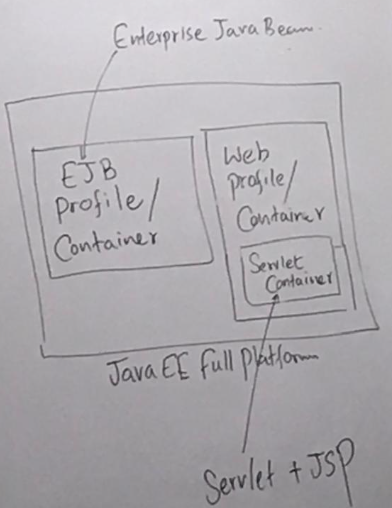 Enterprise Java Bean.
EJB
Profile/
Container
Web
Profile/
Container
Servlet
Container
Java EE Full Platform
Servlet + JSP